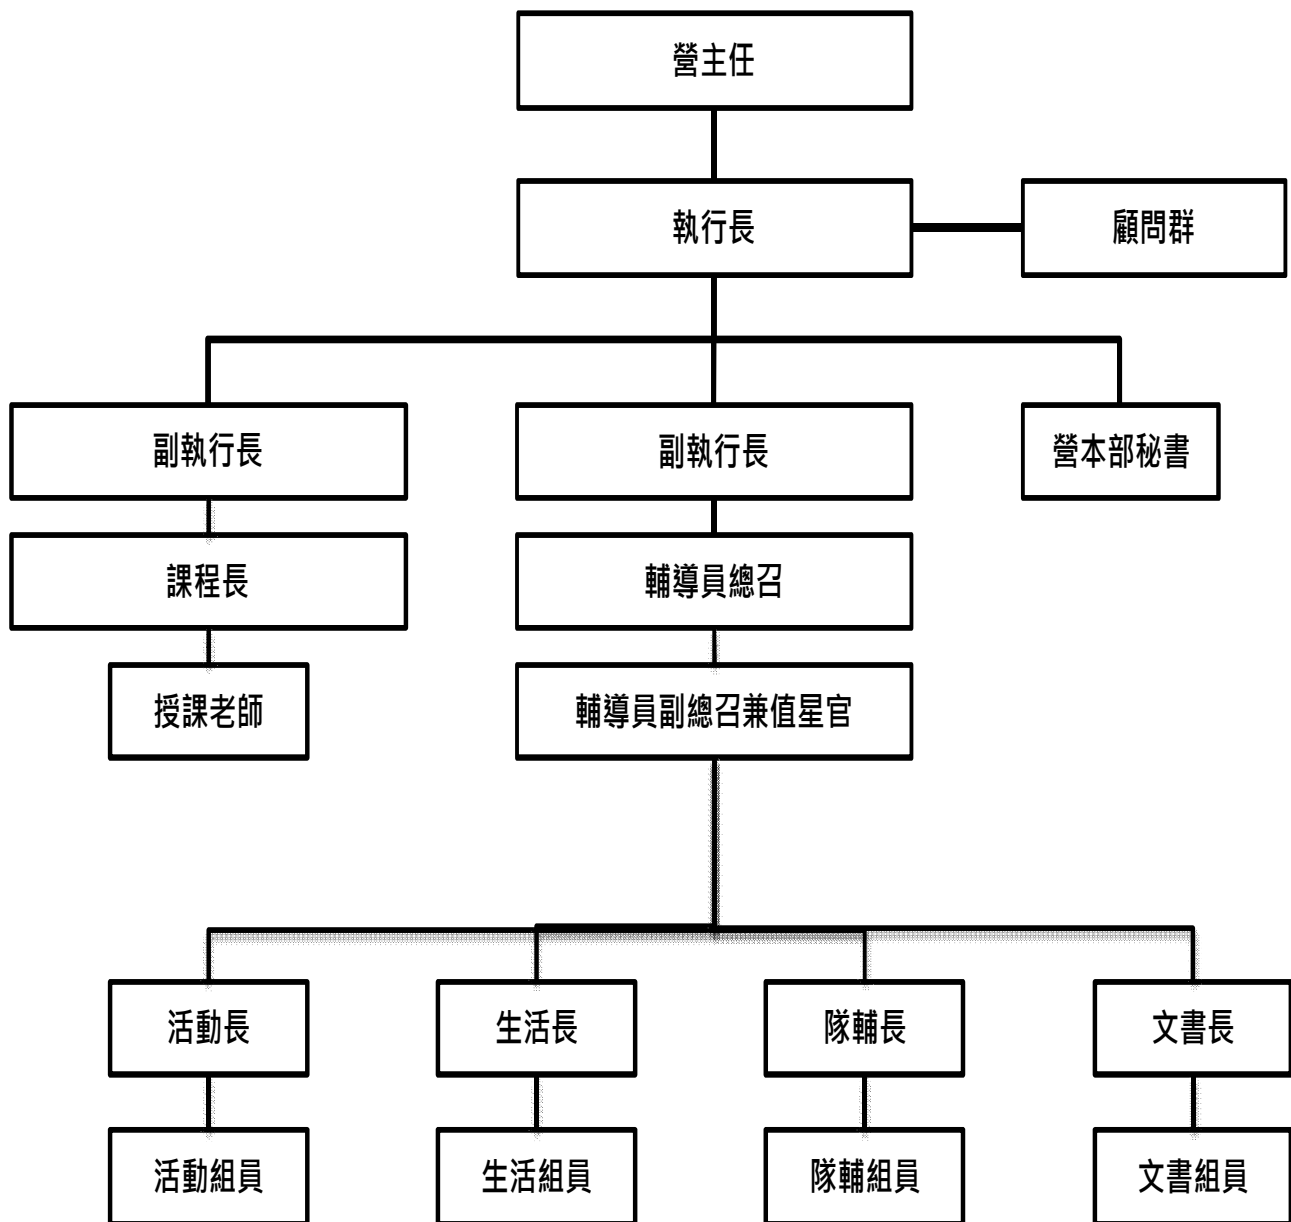 營主任
執行長
顧問群
副執行長
副執行長
營本部秘書
課程長
輔導員總召
授課老師
輔導員副總召兼值星官
活動長
生活長
隊輔長
文書長
活動組員
生活組員
隊輔組員
文書組員